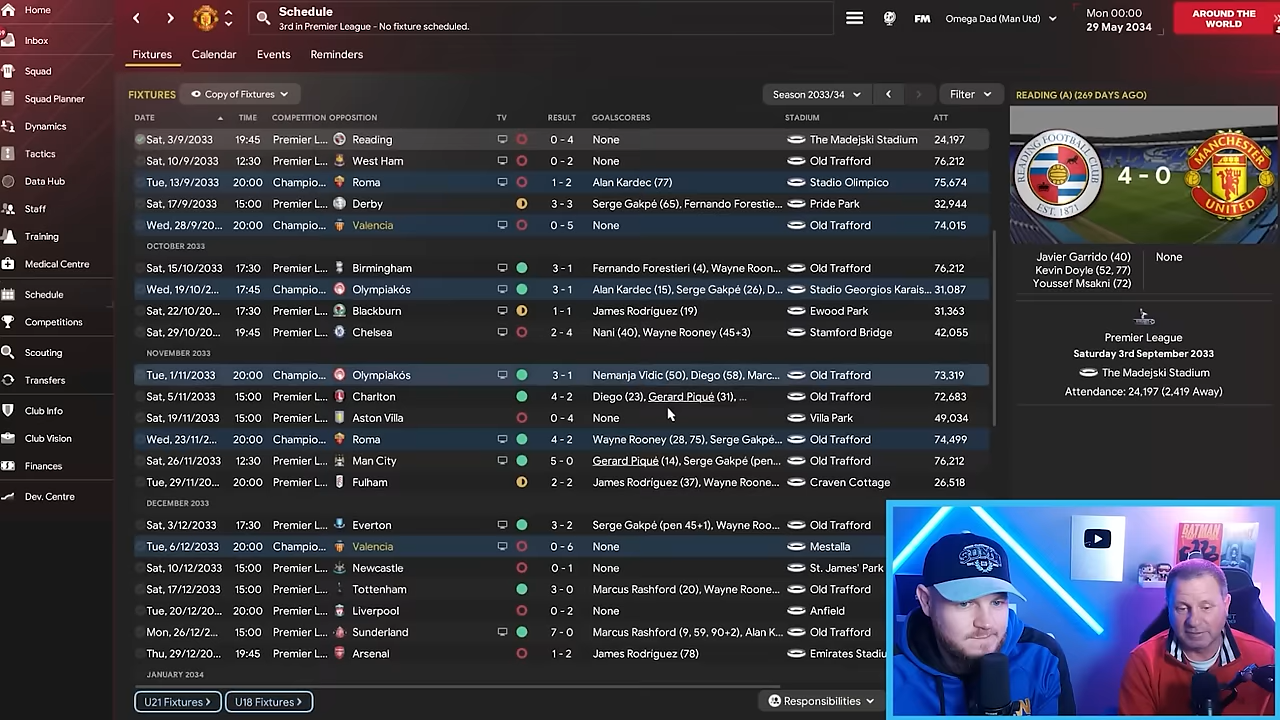 Home
Inbox
Squad
Squad Planner
Dynamics
Tactics
Data Hub
Staff
Training
Medical Centre
Schedule
Competitions
Scouting
Transfers
Club Info
Club Vision
Finances
Dev. Centre
Schedule
3rd in Premier League - No fixture scheduled.
FM
Omega Dad (Man Utd)
Mon 00:00
29 May 2034
AROUND THE
WORLD
Fixtures Calendar Events Reminders
FIXTURES Copy of Fixtures Season 2033/34 Filter
DATE TIME COMPETITION OPPOSITION TV RESULT GOALSCORERS STADIUM ATT
Sat, 3/9/2033 19:45 Premier L... Reading 0 - 4 None The Madejski Stadium 24,197
Sat, 10/9/2033 12:30 Premier L... West Ham 0 - 2 None Old Trafford 76,212
Tue, 13/9/2033 20:00 Champio... Roma 1 - 2 Alan Kardec (77) Stadio Olimpico 75,674
Sat, 17/9/2033 15:00 Premier L... Derby 3 - 3 Serge Gakpé (65), Fernando Forestie... Pride Park 32,944
Wed, 28/9/20... 20:00 Champio... Valencia 0 - 5 None Old Trafford 74,015
OCTOBER 2033
Sat, 15/10/2033 17:30 Premier L... Birmingham 3 - 1 Fernando Forestieri (4), Wayne Roon... Old Trafford 76,212
Wed, 19/10/2... 17:45 Champio... Olympiakós 3 - 1 Alan Kardec (15), Serge Gakpé (26), D... Stadio Georgios Karais... 31,087
Sat, 22/10/20... 17:30 Premier L... Blackburn 1 - 1 James Rodríguez (19) Ewood Park 31,363
Sat, 29/10/20... 19:45 Premier L... Chelsea 2 - 4 Nani (40), Wayne Rooney (45+3) Stamford Bridge 42,055
NOVEMBER 2033
Tue, 1/11/2033 20:00 Champio... Olympiakós 3 - 1 Nemanja Vidic (50), Diego (58), Marc... Old Trafford 73,319
Sat, 5/11/2033 15:00 Premier L... Charlton 4 - 2 Diego (23), Gerard Piqué (31), ... Old Trafford 72,683
Sat, 19/11/2033 15:00 Premier L... Aston Villa 0 - 4 None Villa Park 49,034
Wed, 23/11/2... 20:00 Champio... Roma 4 - 2 Wayne Rooney (28, 75), Serge Gakpé... Old Trafford 74,499
Sat, 26/11/2033 12:30 Premier L... Man City 5 - 0 Gerard Piqué (14), Serge Gakpé (pen... Old Trafford 76,212
Tue, 29/11/20... 20:00 Premier L... Fulham 2 - 2 James Rodríguez (37), Wayne Roone... Craven Cottage 26,518
DECEMBER 2033
Sat, 3/12/2033 17:30 Premier L... Everton 3 - 2 Serge Gakpé (pen 45+1), Wayne Roo... Old Trafford
Tue, 6/12/2033 20:00 Champio... Valencia 0 - 6 None Mestalla
Sat, 10/12/2033 15:00 Premier L... Newcastle 0 - 1 None St. James' Park
Sat, 17/12/2033 15:00 Premier L... Tottenham 3 - 0 Marcus Rashford (20), Wayne Roone... Old Trafford
Tue, 20/12/20... 20:00 Premier L... Liverpool 0 - 2 None Anfield
Mon, 26/12/2... 15:00 Premier L... Sunderland 7 - 0 Marcus Rashford (9, 59, 90+2), Alan K... Old Trafford
Thu, 29/12/20... 19:45 Premier L... Arsenal 1 - 2 James Rodríguez (78) Emirates Stadiu
JANUARY 2034
U21 Fixtures U18 Fixtures Responsibilities
READING (A) (269 DAYS AGO)
READING FOOTBALL CLUB
EST. 1871
4 - 0
MANCHESTER
UNITED
Javier Garrido (40) None
Kevin Doyle (52, 77)
Youssef Msakni (72)
Premier League
Saturday 3rd September 2033
The Madejski Stadium
Attendance: 24,197 (2,419 Away)
BATMAN